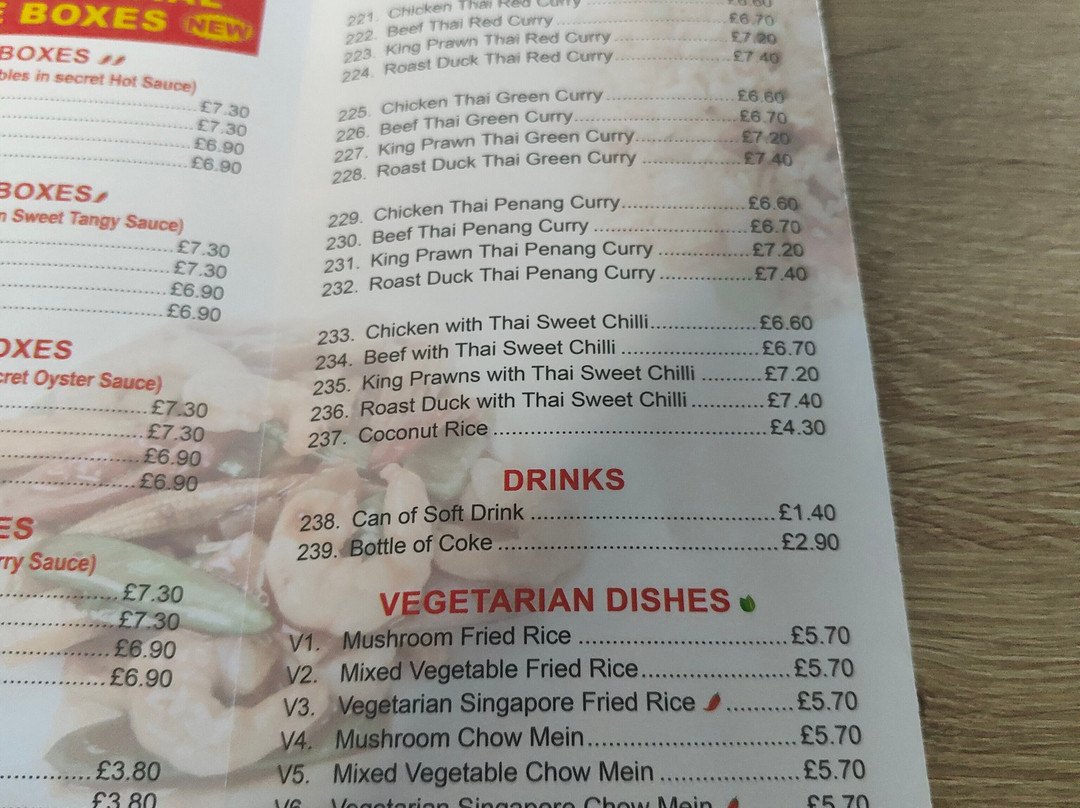 BOXES NEW
BOXES
bles in secret Hot Sauce)
£7.30
£7.30
£6.90
£6.90
BOXES
n Sweet Tangy Sauce)
£7.30
£7.30
£6.90
£6.90
OXES
cret Oyster Sauce)
£7.30
£7.30
£6.90
£6.90
ES
rry Sauce)
£7.30
£7.30
£6.90
£6.90
£3.80
£3.80
221. Chicken Thai Red Curry £6.60
222. Beef Thai Red Curry £6.70
223. King Prawn Thai Red Curry £7.20
224. Roast Duck Thai Red Curry £7.40
225. Chicken Thai Green Curry £6.60
226. Beef Thai Green Curry £6.70
227. King Prawn Thai Green Curry £7.20
228. Roast Duck Thai Green Curry £7.40
229. Chicken Thai Penang Curry £6.60
230. Beef Thai Penang Curry £6.70
231. King Prawn Thai Penang Curry £7.20
232. Roast Duck Thai Penang Curry £7.40
233. Chicken with Thai Sweet Chilli £6.60
234. Beef with Thai Sweet Chilli £6.70
235. King Prawns with Thai Sweet Chilli £7.20
236. Roast Duck with Thai Sweet Chilli £7.40
237. Coconut Rice £4.30
DRINKS
238. Can of Soft Drink £1.40
239. Bottle of Coke £2.90
VEGETARIAN DISHES
V1. Mushroom Fried Rice £5.70
V2. Mixed Vegetable Fried Rice £5.70
V3. Vegetarian Singapore Fried Rice £5.70
V4. Mushroom Chow Mein £5.70
V5. Mixed Vegetable Chow Mein £5.70
V6. Vegetarian Singapore Chow Mein £5.70